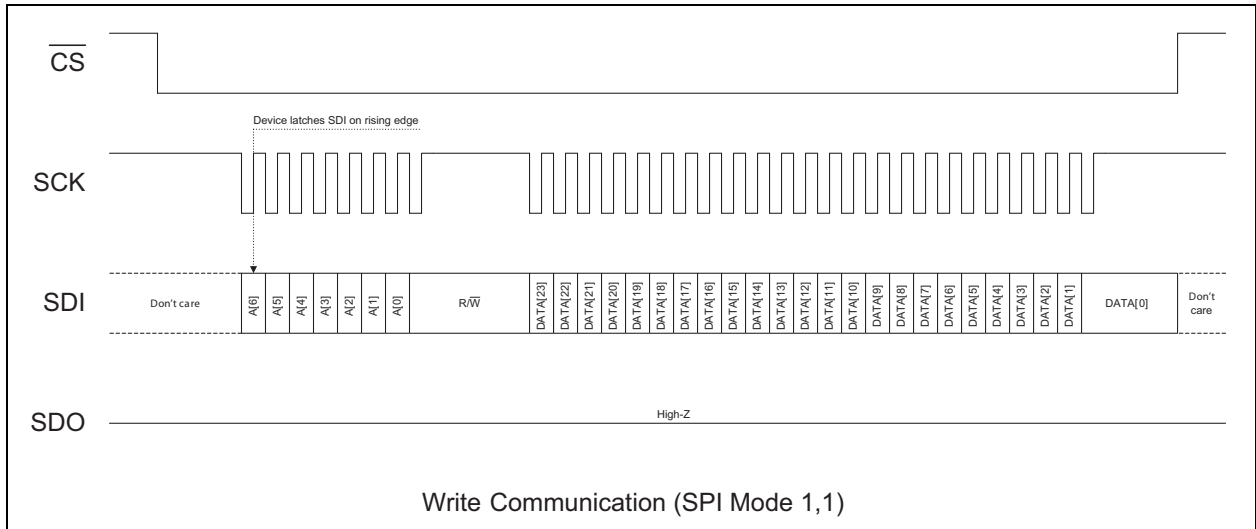 CS
Device latches SDI on rising edge
SCK
SDI
Don't care
A[6]
A[5]
A[4]
A[3]
A[2]
A[1]
A[0]
R/W
DATA[23]
DATA[22]
DATA[21]
DATA[20]
DATA[19]
DATA[18]
DATA[17]
DATA[16]
DATA[15]
DATA[14]
DATA[13]
DATA[12]
DATA[11]
DATA[10]
DATA[9]
DATA[8]
DATA[7]
DATA[6]
DATA[5]
DATA[4]
DATA[3]
DATA[2]
DATA[1]
DATA[0]
Don't
care
SDO
High-Z
Write Communication (SPI Mode 1,1)